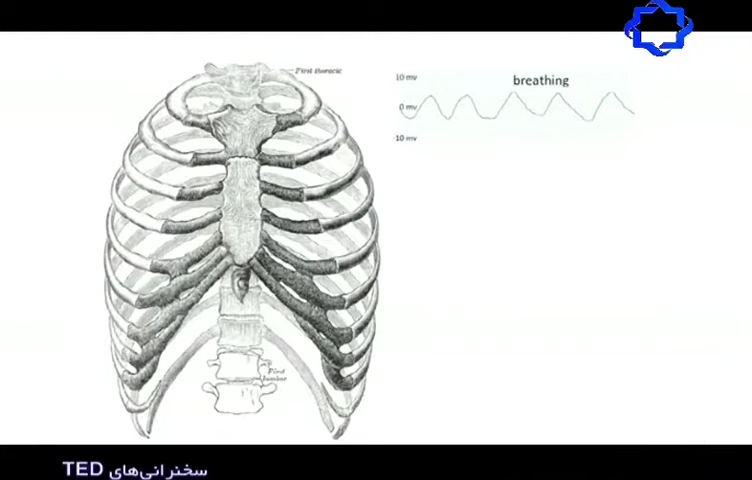 First thoracic
breathing
10 mv
0 mv
-10 mv
First
lumbar
سخنرانی‌های TED